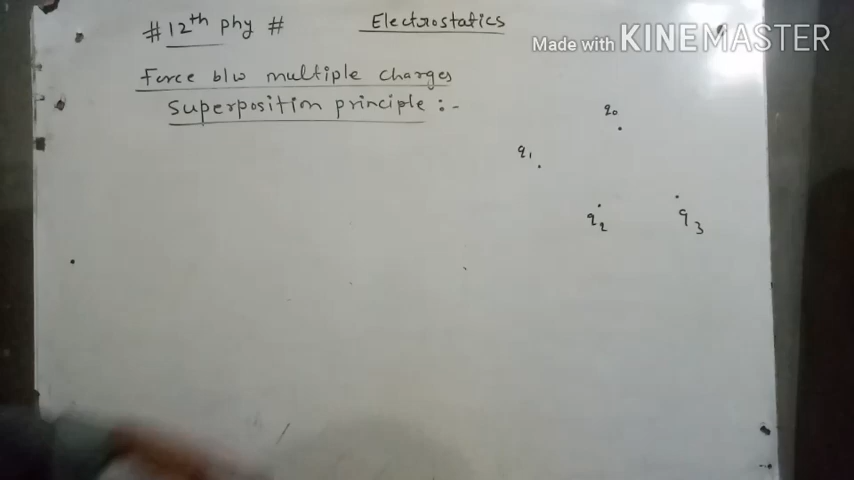 # 12th phy #
Electrostatics
Made with KINEMASTER
Force b/w multiple charges
Superposition principle :-
q0
q1
q2
q3